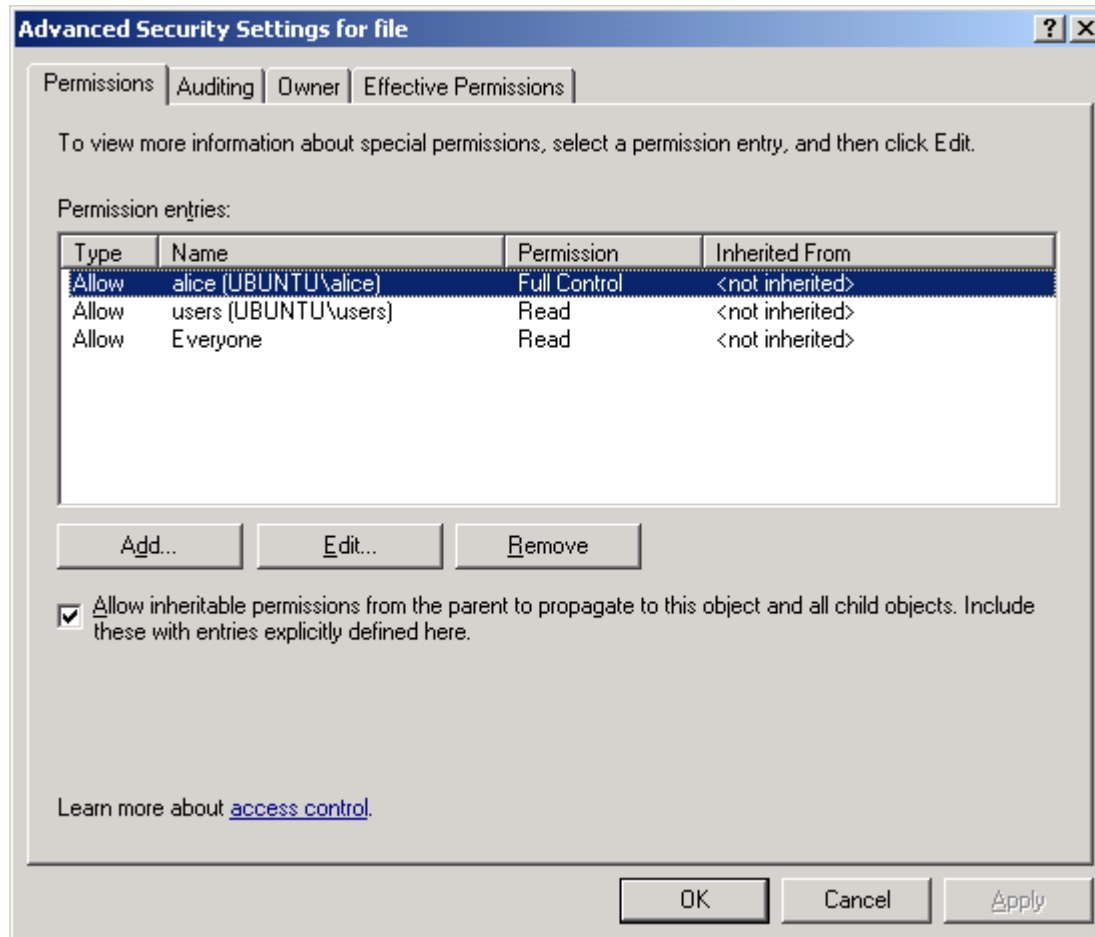 Advanced Security Settings for file
Permissions Auditing Owner Effective Permissions
To view more information about special permissions, select a permission entry, and then click Edit.
Permission entries:
Type Name Permission Inherited From
Allow alice (UBUNTU\alice) Full Control <not inherited>
Allow users (UBUNTU\users) Read <not inherited>
Allow Everyone Read <not inherited>
Add... Edit... Remove
Allow inheritable permissions from the parent to propagate to this object and all child objects. Include
these with entries explicitly defined here.
Learn more about access control.
OK Cancel Apply